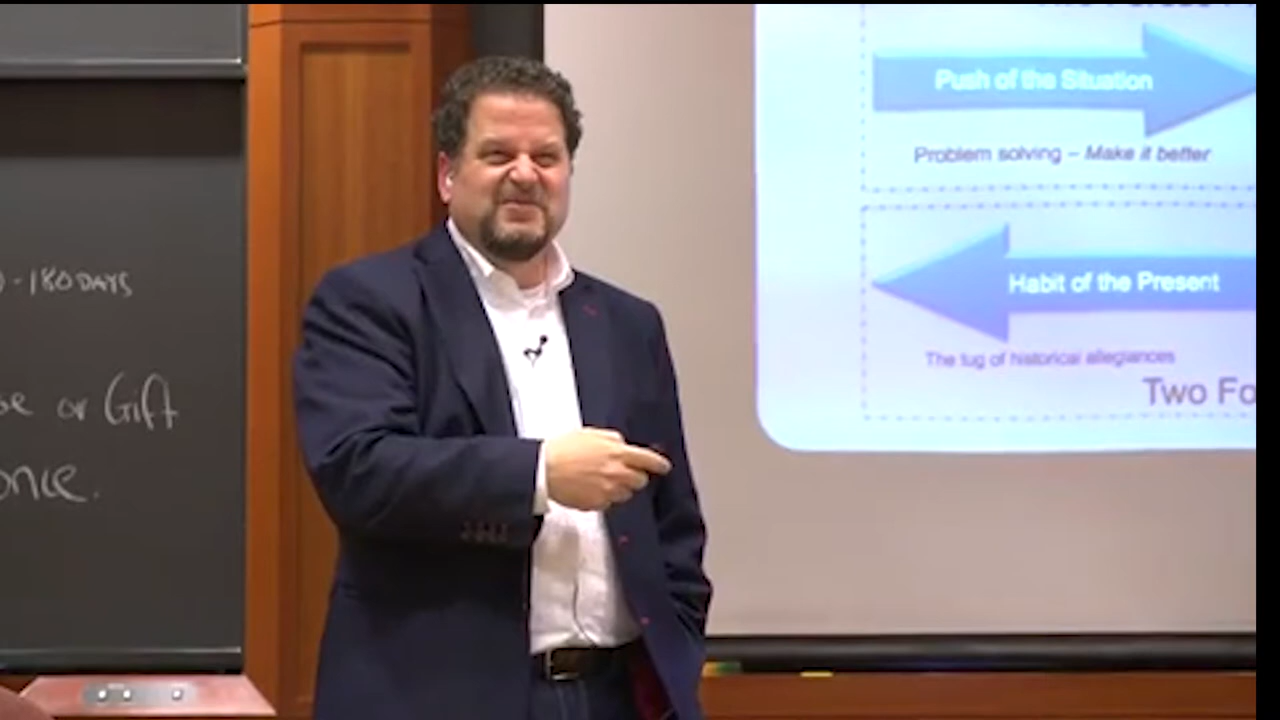 -180 DAYS
or Gift
Push of the Situation
Problem solving – Make it better
Habit of the Present
The tug of historical allegiances
Two Fo